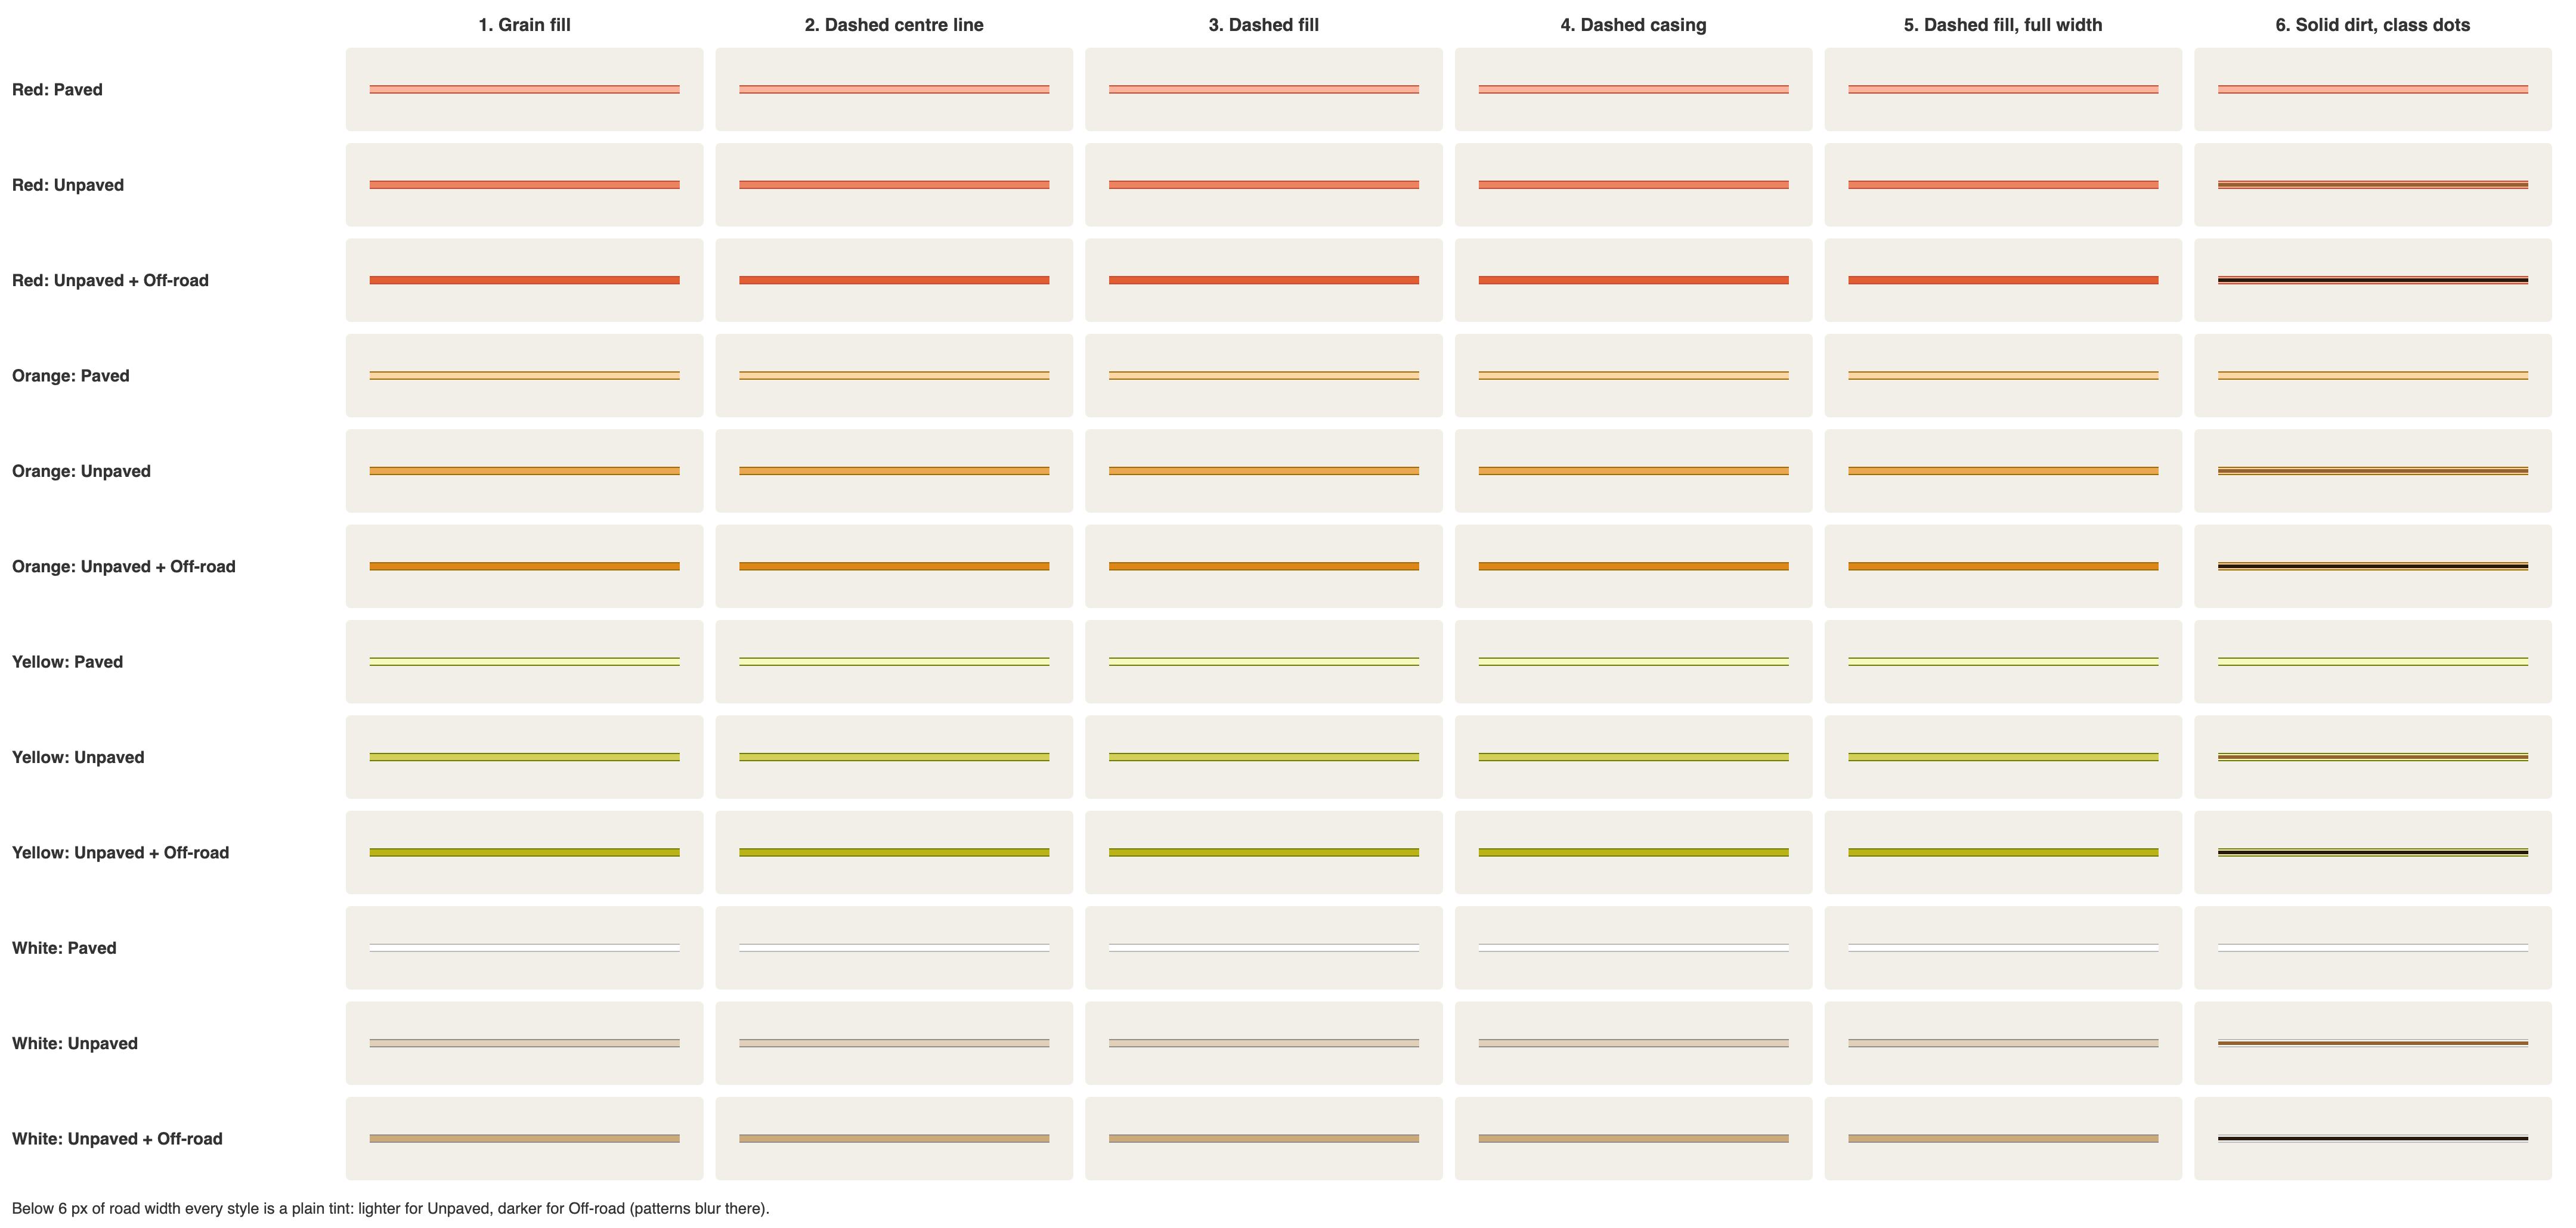 1. Grain fill
2. Dashed centre line
3. Dashed fill
4. Dashed casing
5. Dashed fill, full width
6. Solid dirt, class dots
Red: Paved
Red: Unpaved
Red: Unpaved + Off-road
Orange: Paved
Orange: Unpaved
Orange: Unpaved + Off-road
Yellow: Paved
Yellow: Unpaved
Yellow: Unpaved + Off-road
White: Paved
White: Unpaved
White: Unpaved + Off-road
Below 6 px of road width every style is a plain tint: lighter for Unpaved, darker for Off-road (patterns blur there).